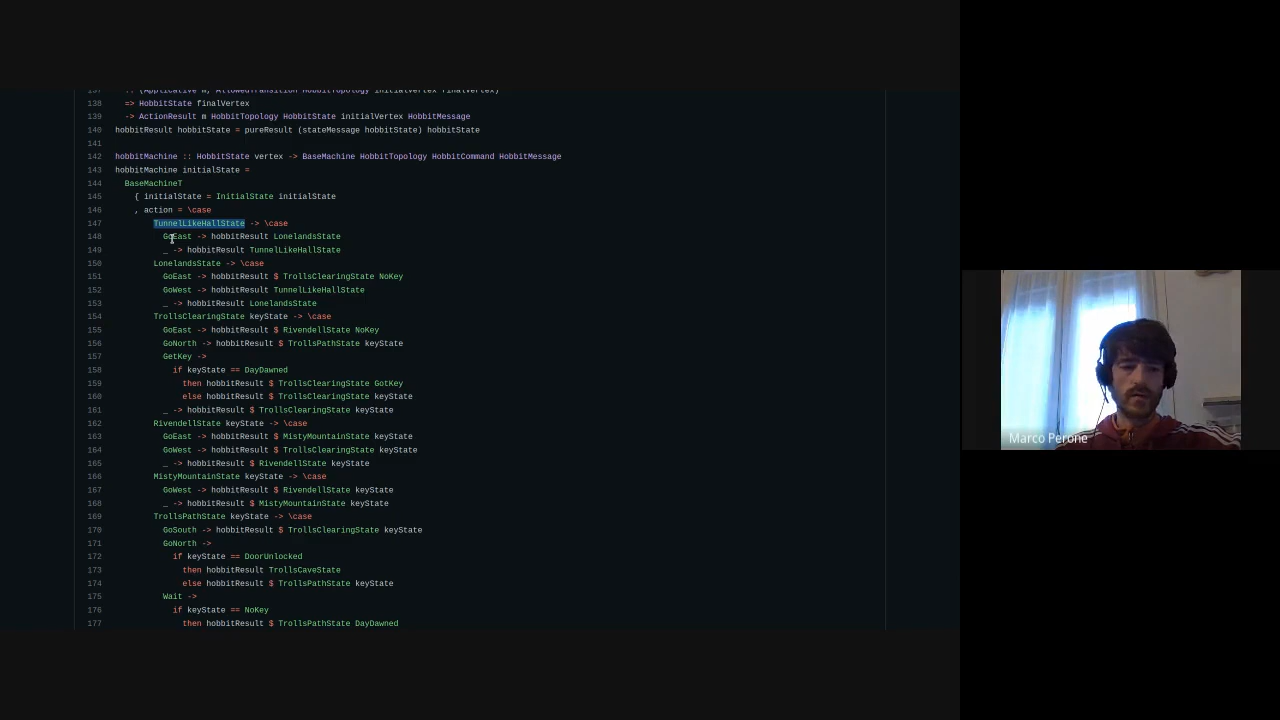 137 :: (Applicative m, AllowedTransition HobbitTopology initialVertex finalVertex)
138 => HobbitState finalVertex
139 -> ActionResult m HobbitTopology HobbitState initialVertex HobbitMessage
140 hobbitResult hobbitState = pureResult (stateMessage hobbitState) hobbitState
141
142 hobbitMachine :: HobbitState vertex -> BaseMachine HobbitTopology HobbitCommand HobbitMessage
143 hobbitMachine initialState =
144 BaseMachineT
145 { initialState = InitialState initialState
146 , action = \case
147 TunnelLikeHallState -> \case
148 GoEast -> hobbitResult LonelandsState
149 _ -> hobbitResult TunnelLikeHallState
150 LonelandsState -> \case
151 GoEast -> hobbitResult $ TrollsClearingState NoKey
152 GoWest -> hobbitResult TunnelLikeHallState
153 _ -> hobbitResult LonelandsState
154 TrollsClearingState keyState -> \case
155 GoEast -> hobbitResult $ RivendellState NoKey
156 GoNorth -> hobbitResult $ TrollsPathState keyState
157 GetKey ->
158 if keyState == DayDawned
159 then hobbitResult $ TrollsClearingState GotKey
160 else hobbitResult $ TrollsClearingState keyState
161 _ -> hobbitResult $ TrollsClearingState keyState
162 RivendellState keyState -> \case
163 GoEast -> hobbitResult $ MistyMountainState keyState
164 GoWest -> hobbitResult $ TrollsClearingState keyState
165 _ -> hobbitResult $ RivendellState keyState
166 MistyMountainState keyState -> \case
167 GoWest -> hobbitResult $ RivendellState keyState
168 _ -> hobbitResult $ MistyMountainState keyState
169 TrollsPathState keyState -> \case
170 GoSouth -> hobbitResult $ TrollsClearingState keyState
171 GoNorth ->
172 if keyState == DoorUnlocked
173 then hobbitResult TrollsCaveState
174 else hobbitResult $ TrollsPathState keyState
175 Wait ->
176 if keyState == NoKey
177 then hobbitResult $ TrollsPathState DayDawned
Marco Perone